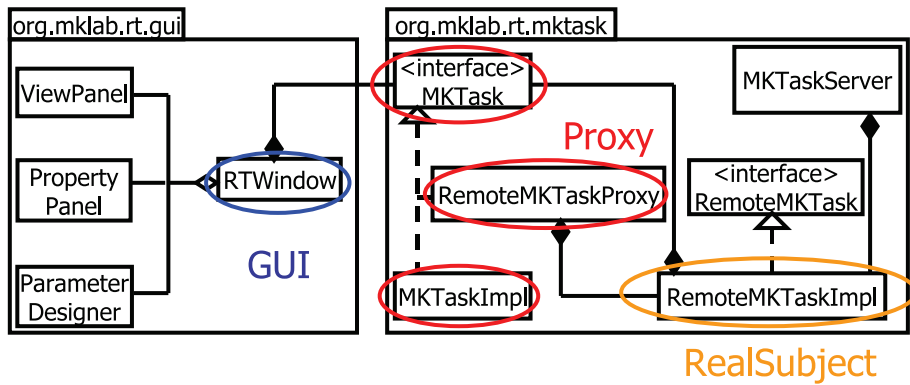 org.mklab.rt.gui
ViewPanel
Property
Panel
Parameter
Designer
RTWindow
GUI
org.mklab.rt.mktask
<interface>
MKTask
MKTaskServer
Proxy
RemoteMKTaskProxy
<interface>
RemoteMKTask
MKTaskImpl
RemoteMKTaskImpl
RealSubject